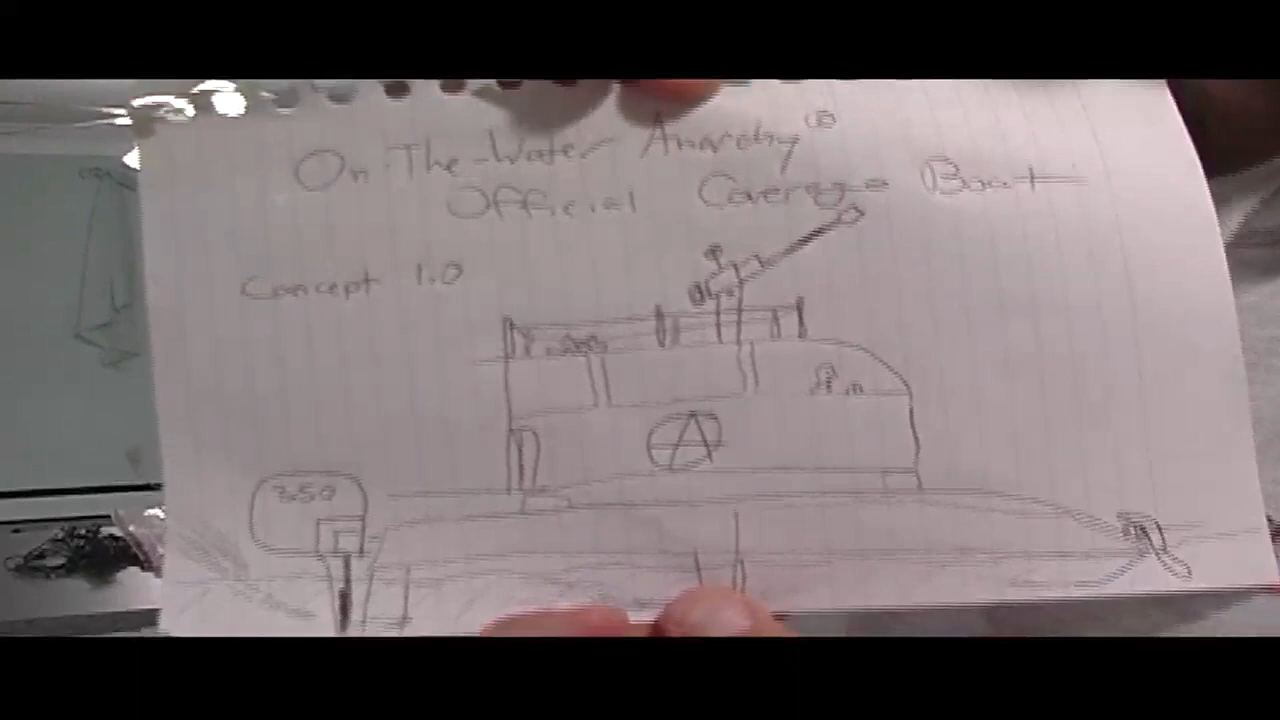 On-The-Water Anarchy®
Official Coverage Boat
Concept 1.0
A
350